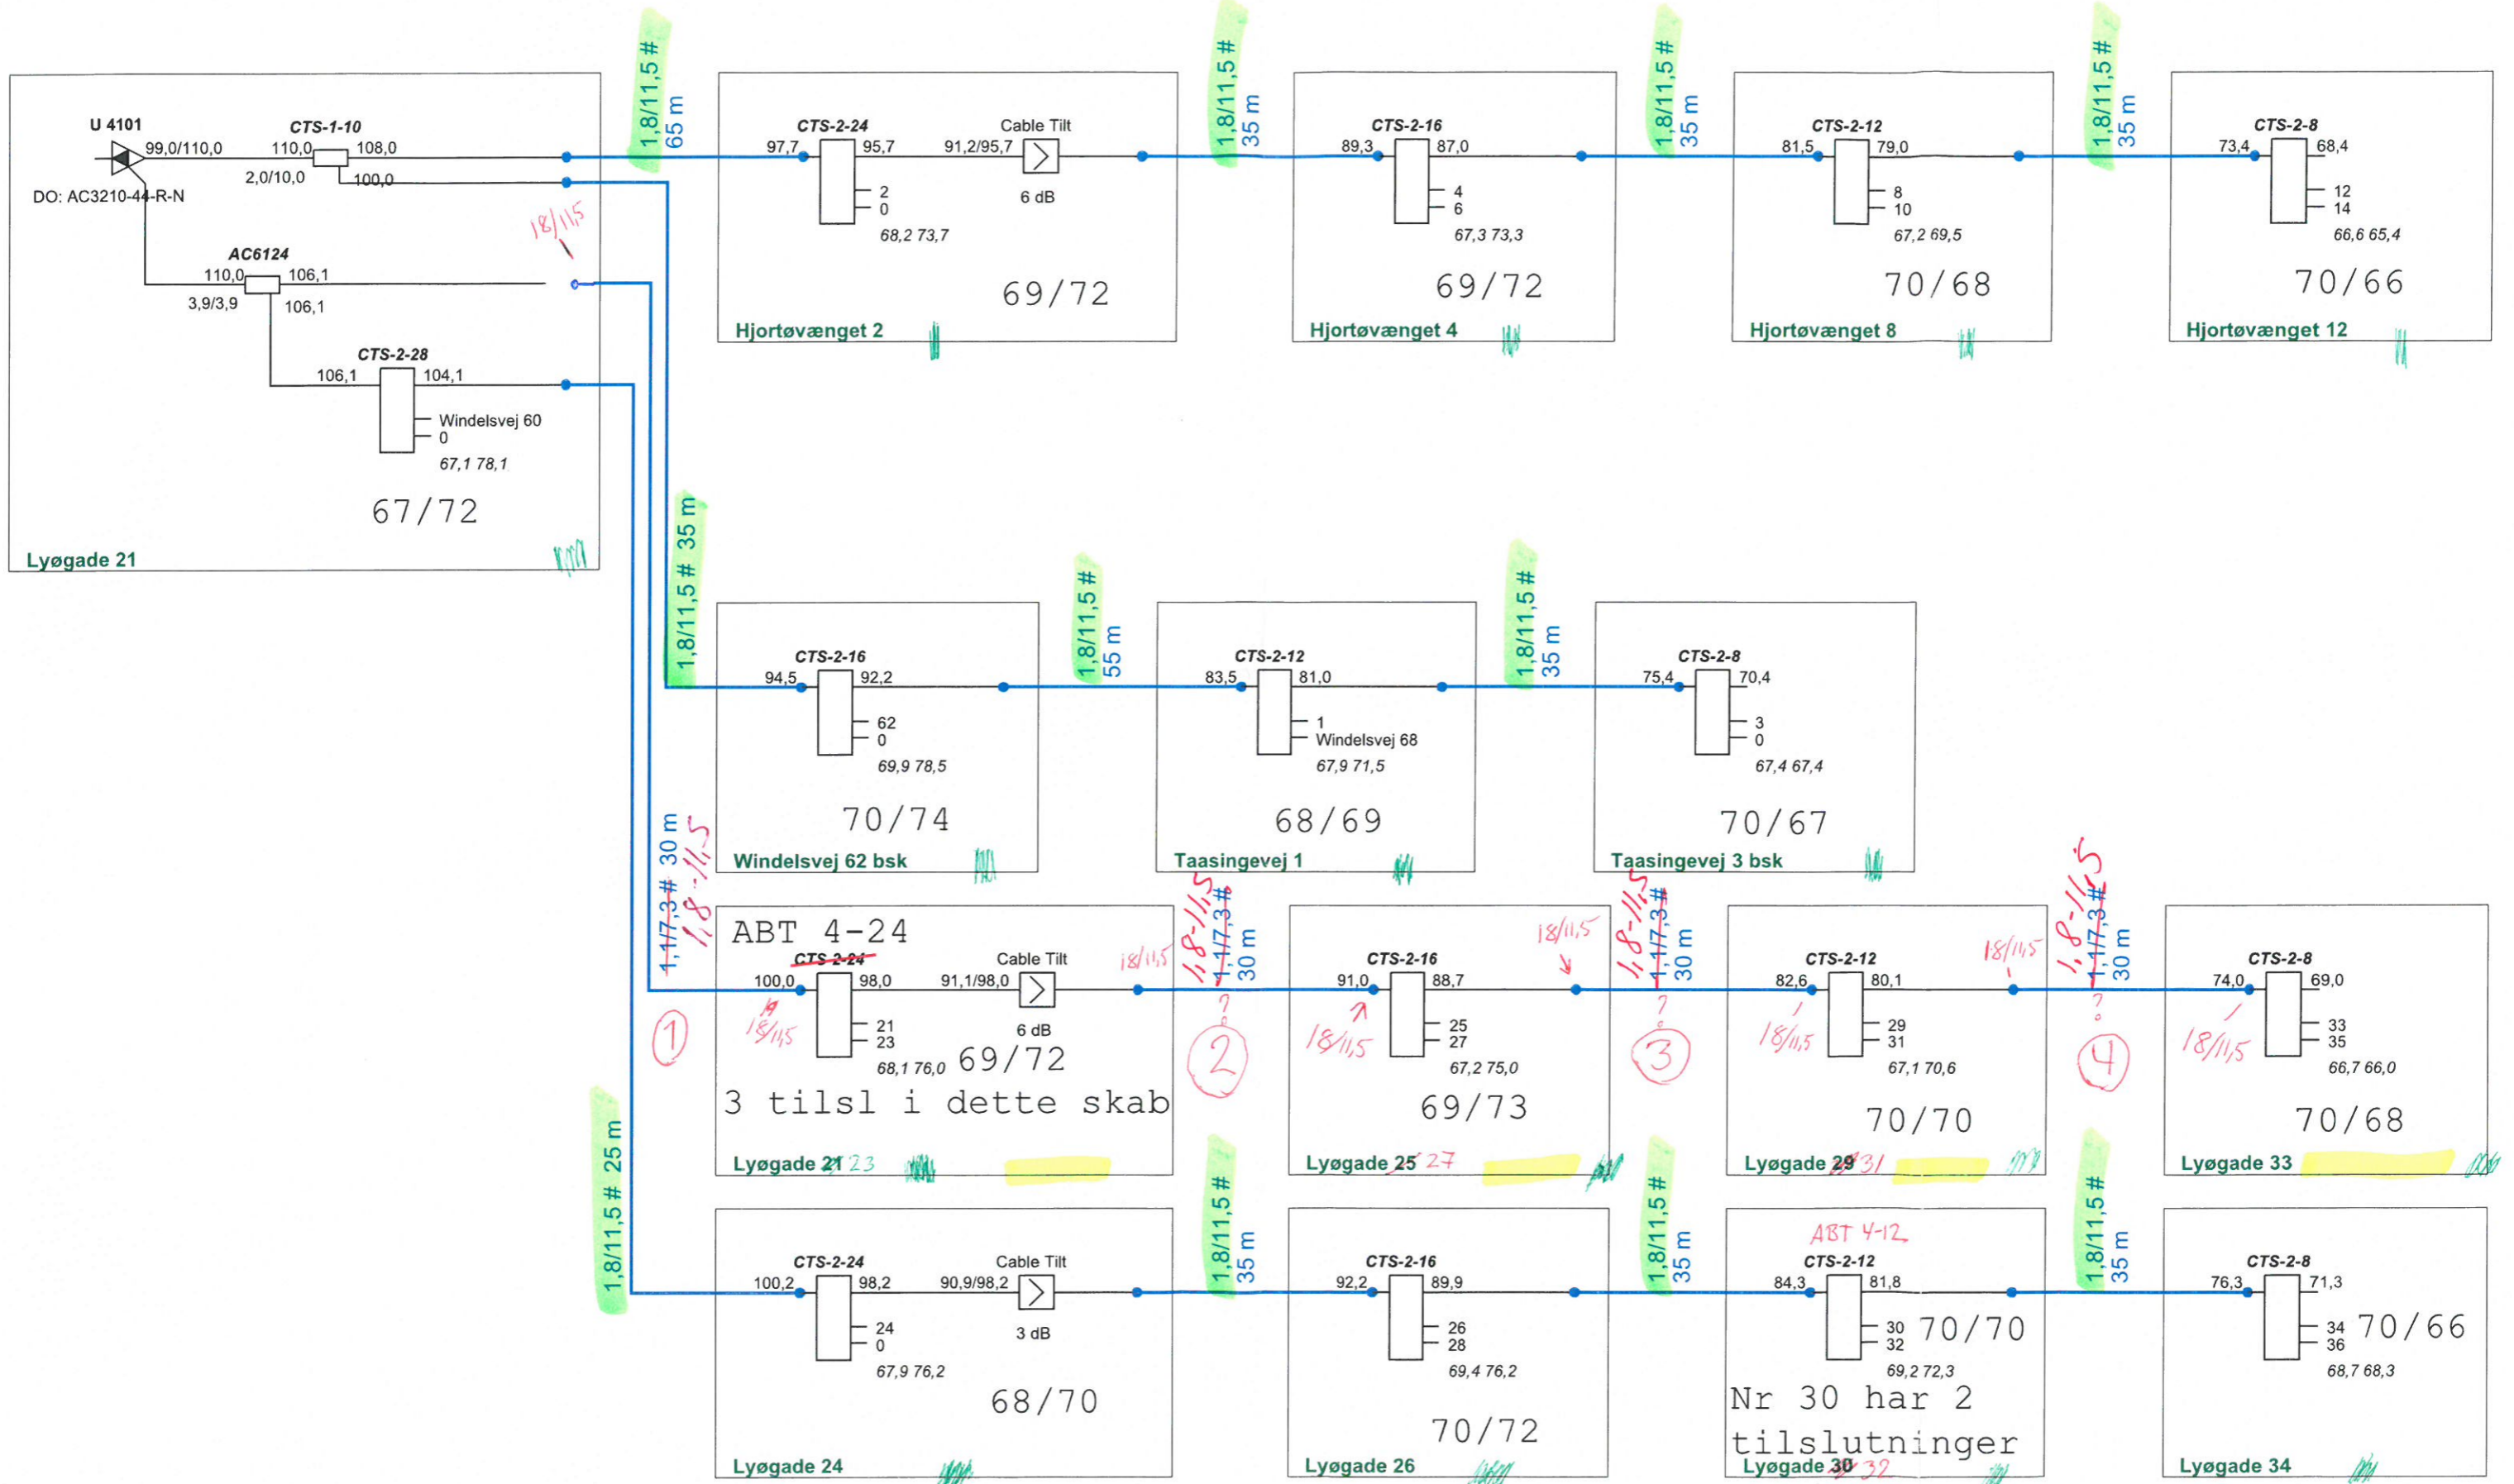 U 4101
99,0/110,0
DO: AC3210-44-R-N
CTS-1-10
110,0 108,0
2,0/10,0 100,0
18/11,5
AC6124
110,0 106,1
3,9/3,9 106,1
CTS-2-28
106,1 104,1
Windelsvej 60
0
67,1 78,1
67/72
Lyøgade 21
1,8/11,5 #
65 m
CTS-2-24
97,7 95,7
2
0
68,2 73,7
Cable Tilt
91,2/95,7
6 dB
69/72
Hjortøvænget 2
1,8/11,5 #
35 m
CTS-2-16
89,3 87,0
4
6
67,3 73,3
69/72
Hjortøvænget 4
1,8/11,5 #
35 m
CTS-2-12
81,5 79,0
8
10
67,2 69,5
70/68
Hjortøvænget 8
1,8/11,5 #
35 m
CTS-2-8
73,4 68,4
12
14
66,6 65,4
70/66
Hjortøvænget 12
1,8/11,5 # 35 m
CTS-2-16
94,5 92,2
62
0
69,9 78,5
70/74
Windelsvej 62 bsk
1,8/11,5 #
55 m
CTS-2-12
83,5 81,0
1
Windelsvej 68
67,9 71,5
68/69
Taasingevej 1
1,8/11,5 #
35 m
CTS-2-8
75,4 70,4
3
0
67,4 67,4
70/67
Taasingevej 3 bsk
1,1/7,3 # 30 m
1,8-11,5
1
ABT 4-24
CTS-2-24
100,0 98,0
18/11,5
21
23
68,1 76,0
Cable Tilt
91,1/98,0
6 dB
69/72
18/11,5
3 tilsl i dette skab
Lyøgade 21 23
1,8-11,5
1,1/7,3 #
30 m
?
2
CTS-2-16
91,0 88,7
18/11,5
18/11,5
25
27
67,2 75,0
69/73
Lyøgade 25 27
1,8-11,5
1,1/7,3 #
30 m
?
3
CTS-2-12
82,6 80,1
18/11,5
18/11,5
29
31
67,1 70,6
70/70
Lyøgade 29 31
1,8-11,5
1,1/7,3 #
30 m
?
4
CTS-2-8
74,0 69,0
18/11,5
33
35
66,7 66,0
70/68
Lyøgade 33
1,8/11,5 # 25 m
CTS-2-24
100,2 98,2
24
0
67,9 76,2
Cable Tilt
90,9/98,2
3 dB
68/70
Lyøgade 24
1,8/11,5 #
35 m
CTS-2-16
92,2 89,9
26
28
69,4 76,2
70/72
Lyøgade 26
1,8/11,5 #
35 m
ABT 4-12
CTS-2-12
84,3 81,8
30
32
70/70
69,2 72,3
Nr 30 har 2
tilslutninger
Lyøgade 30 32
1,8/11,5 #
35 m
CTS-2-8
76,3 71,3
34
36
70/66
68,7 68,3
Lyøgade 34